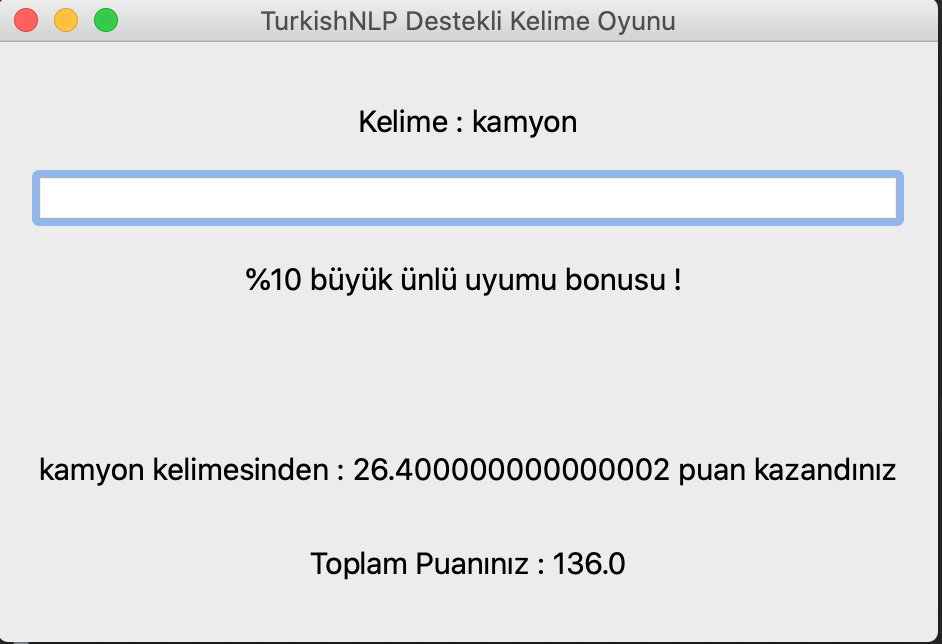 TurkishNLP Destekli Kelime Oyunu
Kelime : kamyon
%10 büyük ünlü uyumu bonusu !
kamyon kelimesinden : 26.400000000000002 puan kazandınız
Toplam Puanınız : 136.0